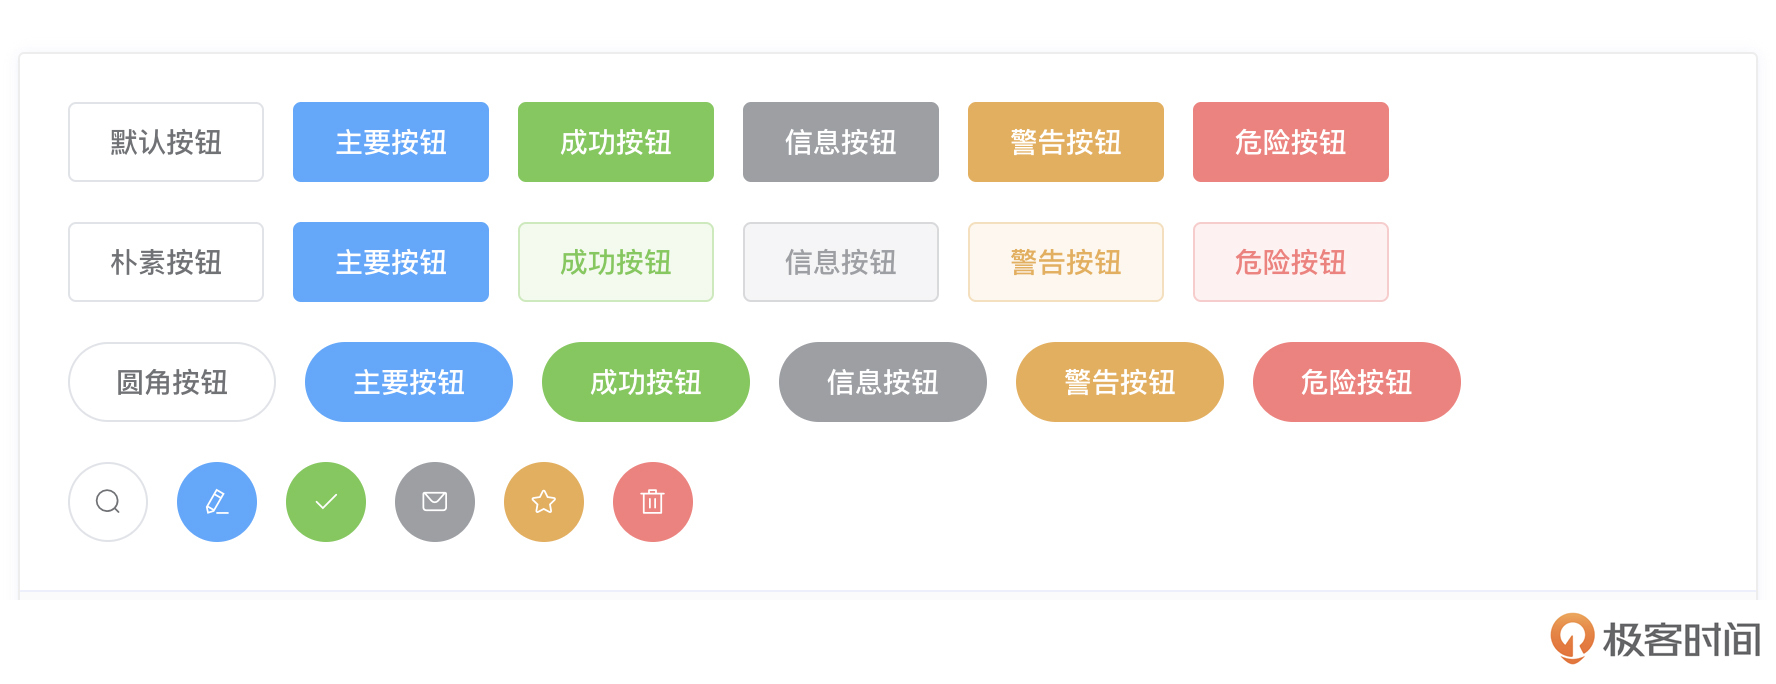 默认按钮 主要按钮 成功按钮 信息按钮 警告按钮 危险按钮
朴素按钮 主要按钮 成功按钮 信息按钮 警告按钮 危险按钮
圆角按钮 主要按钮 成功按钮 信息按钮 警告按钮 危险按钮
极客时间